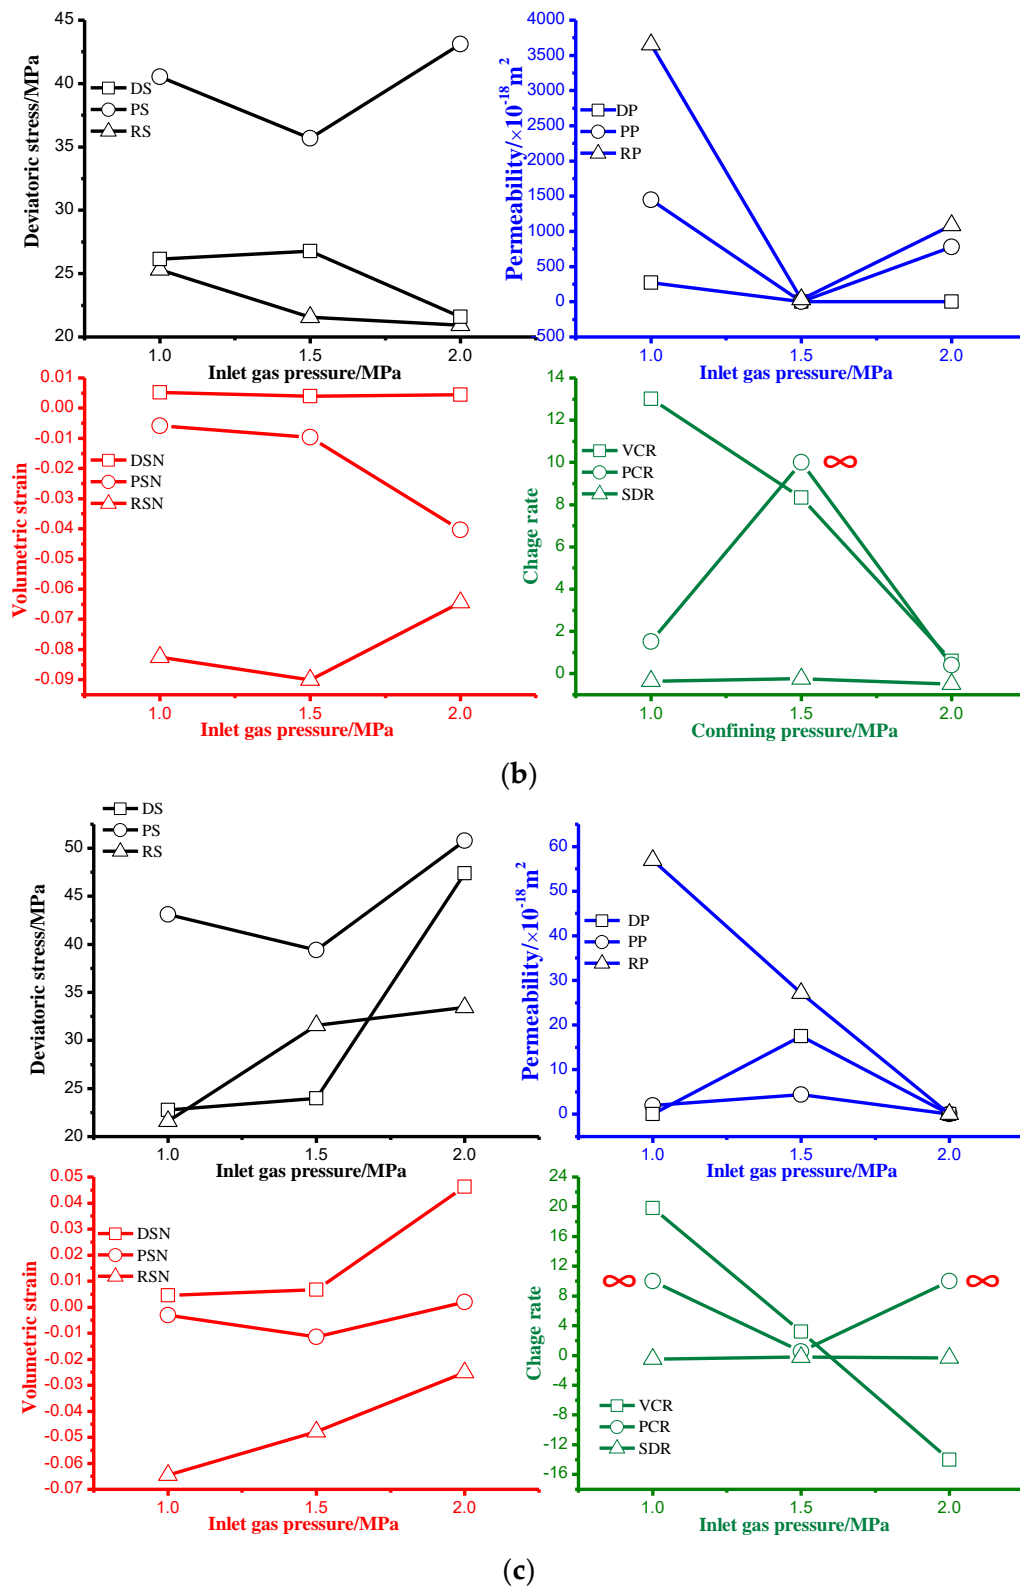 45
40
35
30
25
20
Deviatoric stress/MPa
DS
PS
RS
1.0 1.5 2.0
Inlet gas pressure/MPa
4000
3500
3000
2500
2000
1500
1000
500
0
500
Permeability/×10-18m2
DP
PP
RP
1.0 1.5 2.0
Inlet gas pressure/MPa
0.01
0.00
-0.01
-0.02
-0.03
-0.04
-0.05
-0.06
-0.07
-0.08
-0.09
Volumetric strain
DSN
PSN
RSN
1.0 1.5 2.0
Inlet gas pressure/MPa
14
12
10
8
6
4
2
0
Chage rate
VCR
PCR
SDR
∞
1.0 1.5 2.0
Confining pressure/MPa
(b)
DS
PS
RS
50
45
40
35
30
25
20
Deviatoric stress/MPa
1.0 1.5 2.0
Inlet gas pressure/MPa
60
50
40
30
20
10
0
Permeability/×10-18m2
DP
PP
RP
1.0 1.5 2.0
Inlet gas pressure/MPa
0.05
0.04
0.03
0.02
0.01
0.00
-0.01
-0.02
-0.03
-0.04
-0.05
-0.06
-0.07
Volumetric strain
DSN
PSN
RSN
1.0 1.5 2.0
Inlet gas pressure/MPa
24
20
16
12
8
4
0
-4
-8
-12
-16
Chage rate
∞
∞
VCR
PCR
SDR
1.0 1.5 2.0
Inlet gas pressure/MPa
(c)